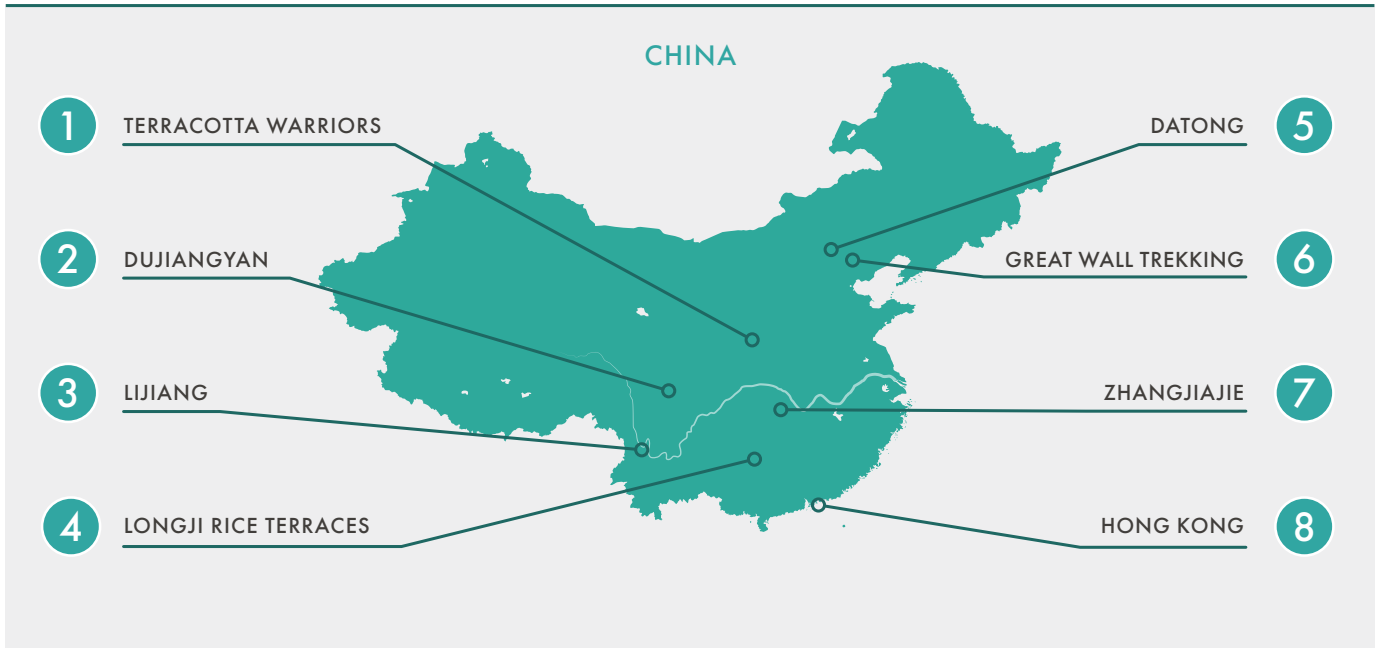 CHINA
1 TERRACOTTA WARRIORS
2 DUJIANGYAN
3 LIJIANG
4 LONGJI RICE TERRACES
DATONG 5
GREAT WALL TREKKING 6
ZHANGJIAJIE 7
HONG KONG 8